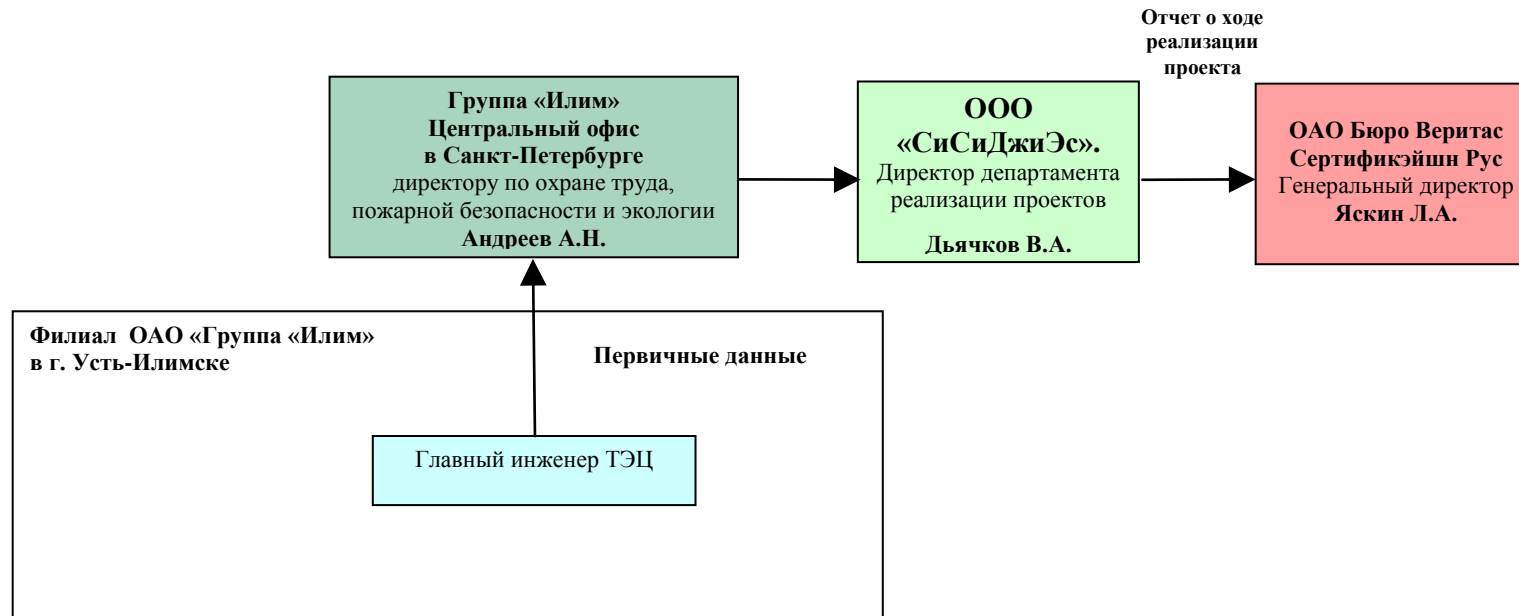 Отчет о ходе
реализации
проекта
Группа «Илим»
Центральный офис
в Санкт-Петербурге
директору по охране труда,
пожарной безопасности и экологии
Андреев А.Н.
ООО
«СиСиДжиЭс».
Директор департамента
реализации проектов
Дьячков В.А.
ОАО Бюро Веритас
Сертификэйшн Рус
Генеральный директор
Яскин Л.А.
Филиал ОАО «Группа «Илим»
в г. Усть-Илимске
Первичные данные
Главный инженер ТЭЦ